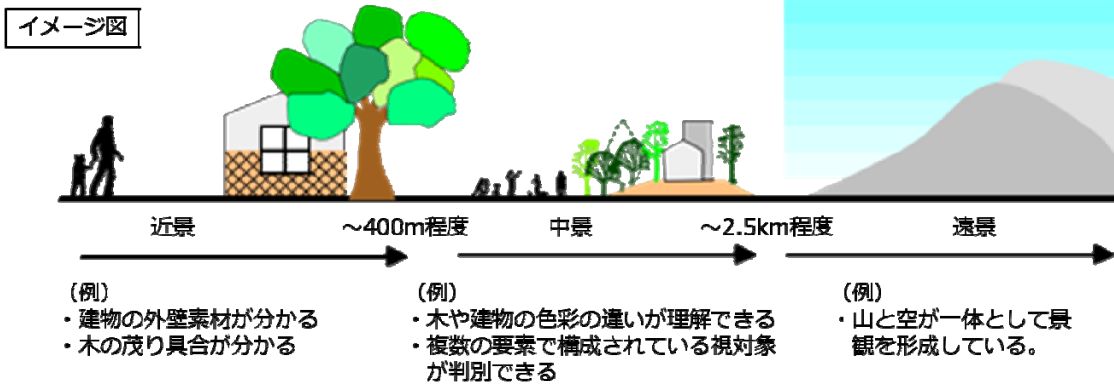 イメージ図
近景
～400m程度
中景
～2.5km程度
遠景
（例）
・建物の外壁素材が分かる
・木の茂り具合が分かる
（例）
・木や建物の色彩の違いが理解できる
・複数の要素で構成されている視対象
が判別できる
（例）
・山と空が一体として景
観を形成している。